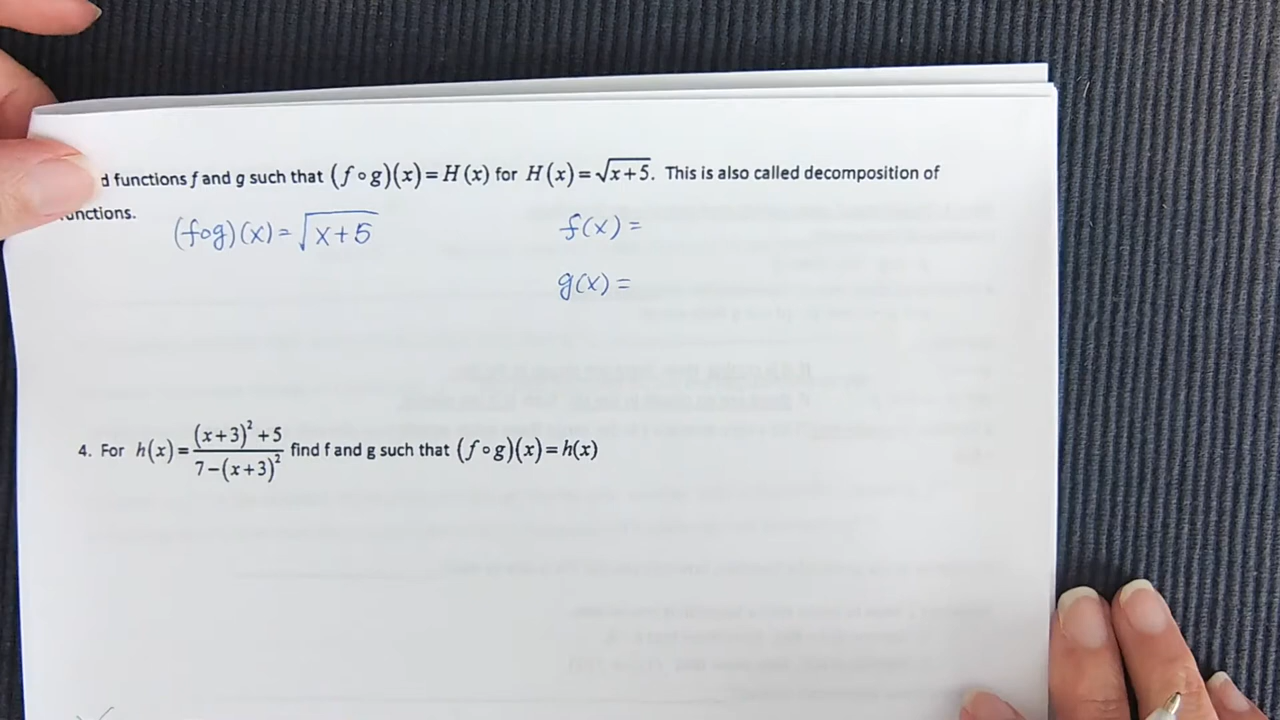 d functions f and g such that (f∘g)(x)=H(x) for H(x)=√(x+5). This is also called decomposition of
unctions.
(f∘g)(x)=√(x+5) f(x)=
g(x)=
4. For h(x)=((x+3)²+5)/(7−(x+3)²) find f and g such that (f∘g)(x)=h(x)